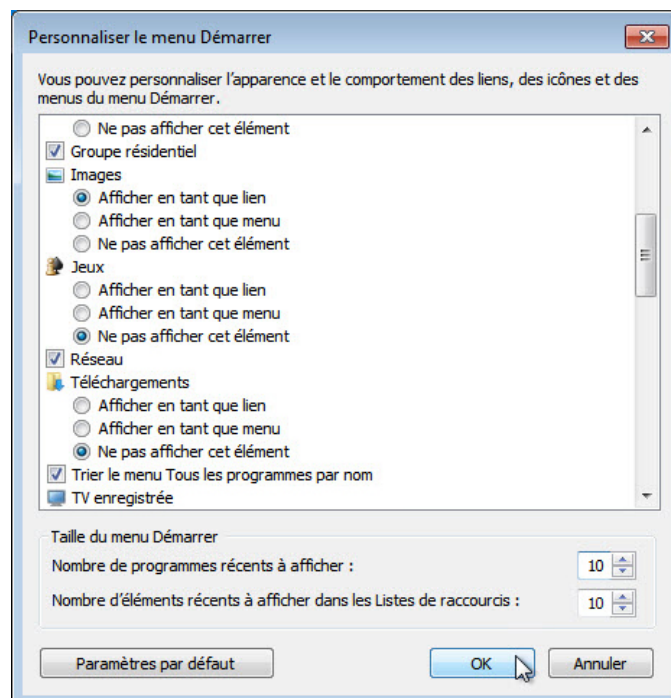 Personnaliser le menu Démarrer
Vous pouvez personnaliser l'apparence et le comportement des liens, des icônes et des
menus du menu Démarrer.
Ne pas afficher cet élément
Groupe résidentiel
Images
Afficher en tant que lien
Afficher en tant que menu
Ne pas afficher cet élément
Jeux
Afficher en tant que lien
Afficher en tant que menu
Ne pas afficher cet élément
Réseau
Téléchargements
Afficher en tant que lien
Afficher en tant que menu
Ne pas afficher cet élément
Trier le menu Tous les programmes par nom
TV enregistrée
Taille du menu Démarrer
Nombre de programmes récents à afficher : 10
Nombre d'éléments récents à afficher dans les Listes de raccourcis : 10
Paramètres par défaut OK Annuler